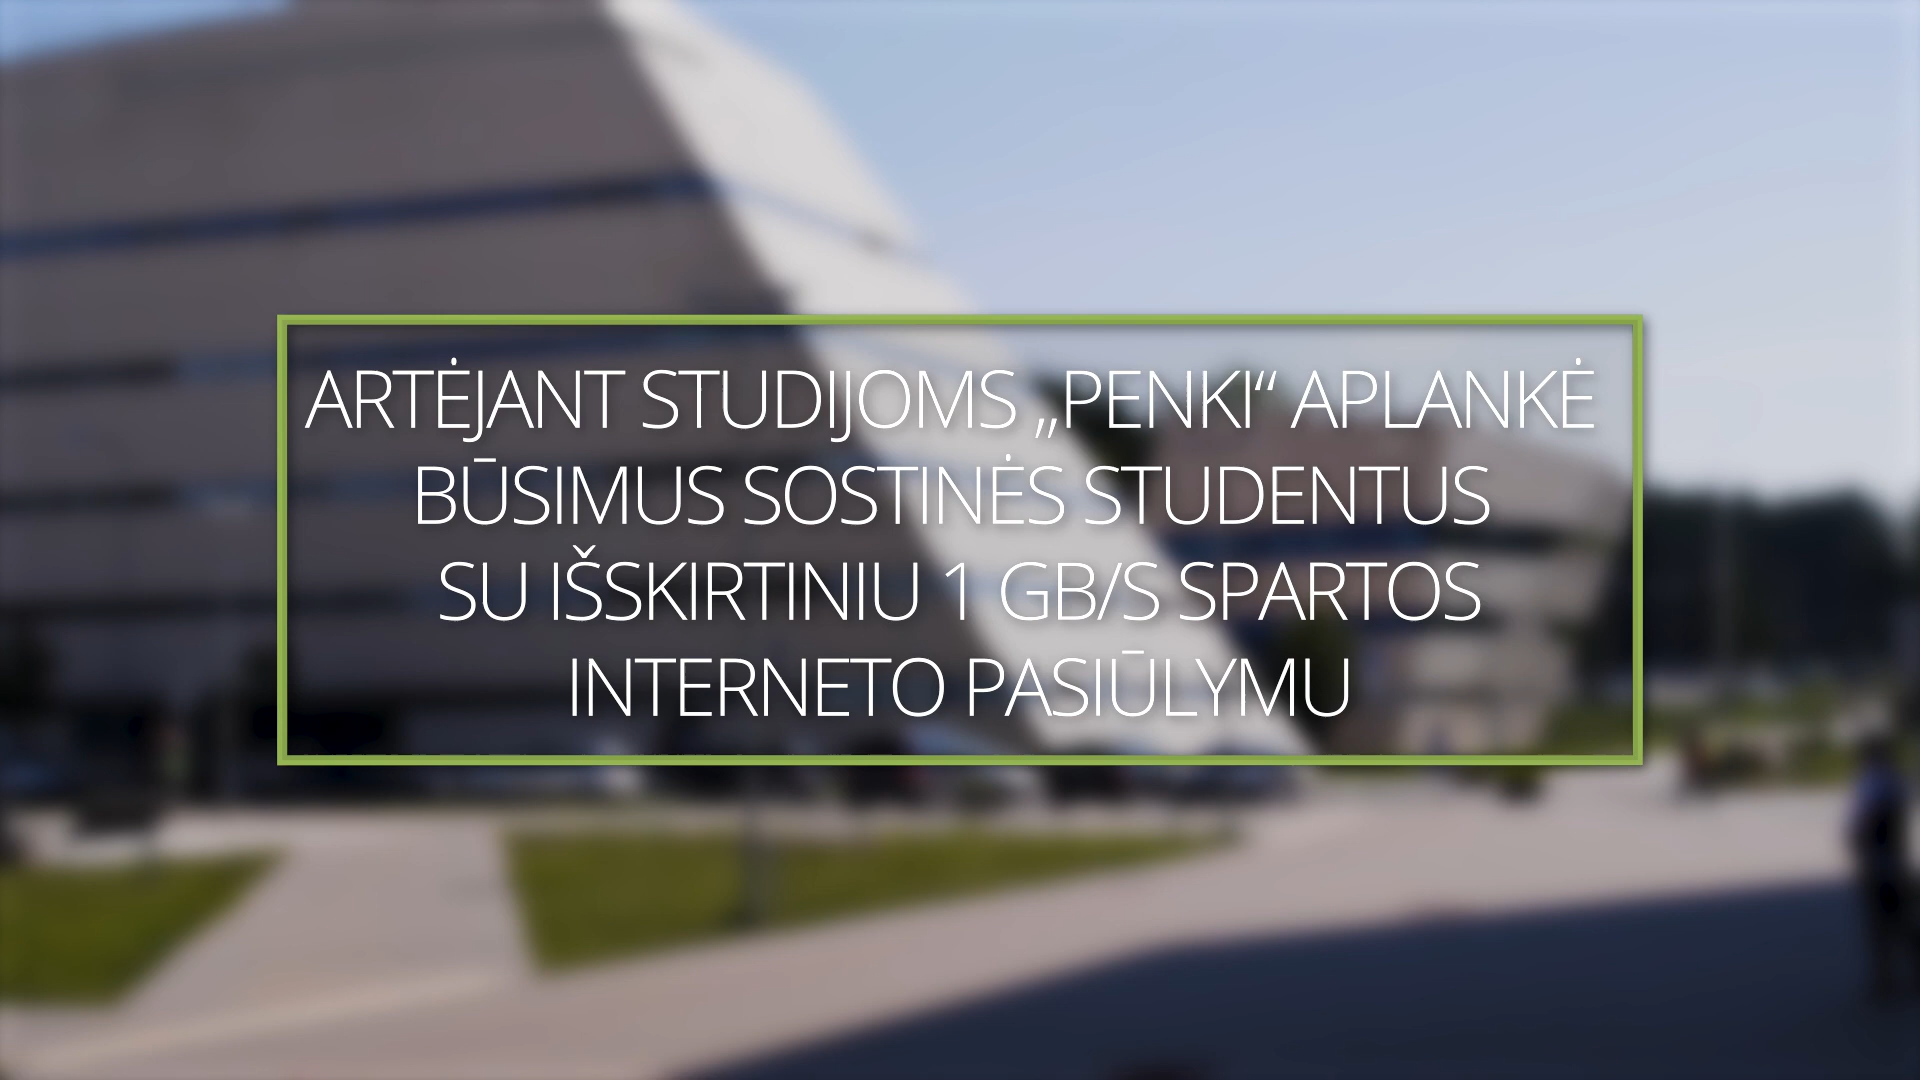 ARTĖJANT STUDIJOMS „PENKI“ APLANKĖ
BŪSIMUS SOSTINĖS STUDENTUS
SU IŠSKIRTINIU 1 GB/S SPARTOS
INTERNETO PASIŪLYMU